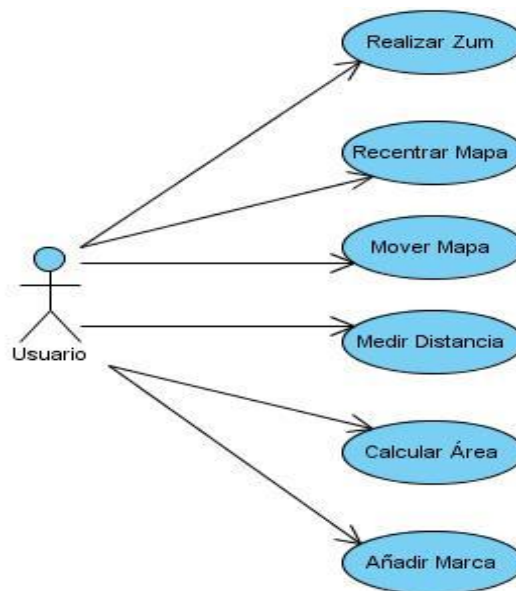 Realizar Zum
Recentrar Mapa
Mover Mapa
Usuario
Medir Distancia
Calcular Área
Añadir Marca